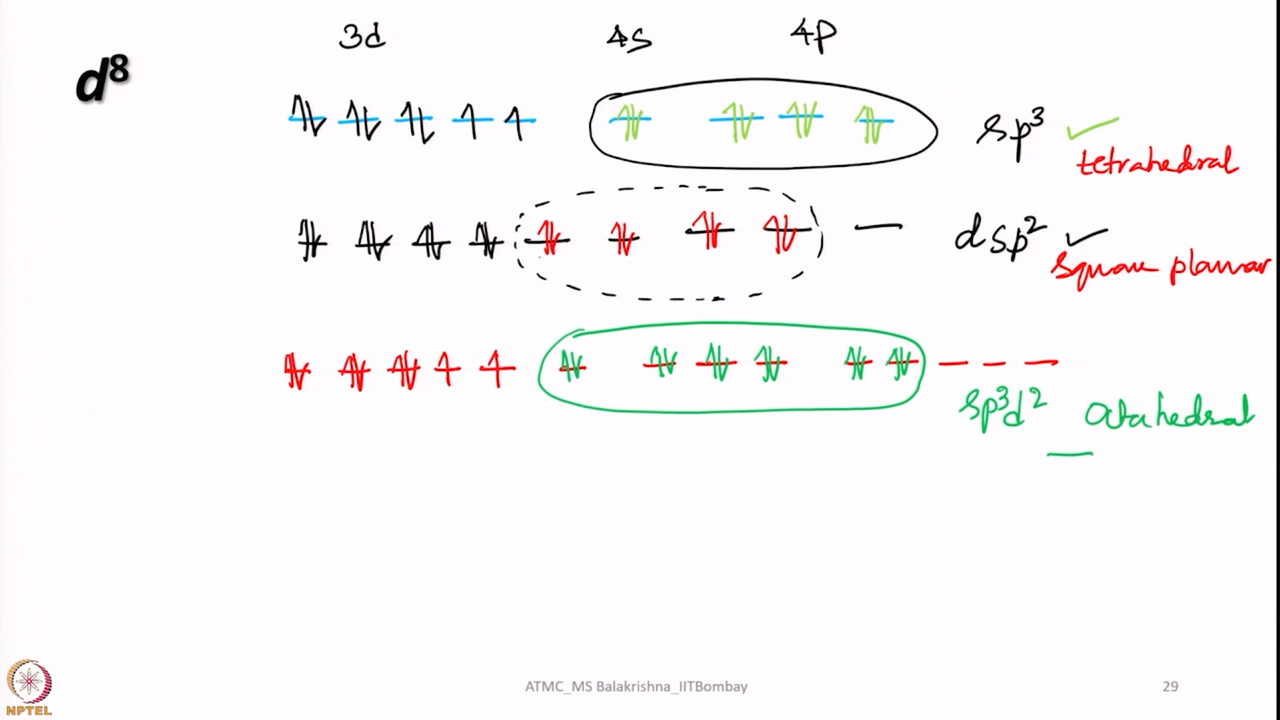 3d 4s 4p
d⁸
sp³ ✓
tetrahedral
dsp² ✓
square planar
sp³d² octahedral
ATMC_MS Balakrishna_IITBombay 29
NPTEL